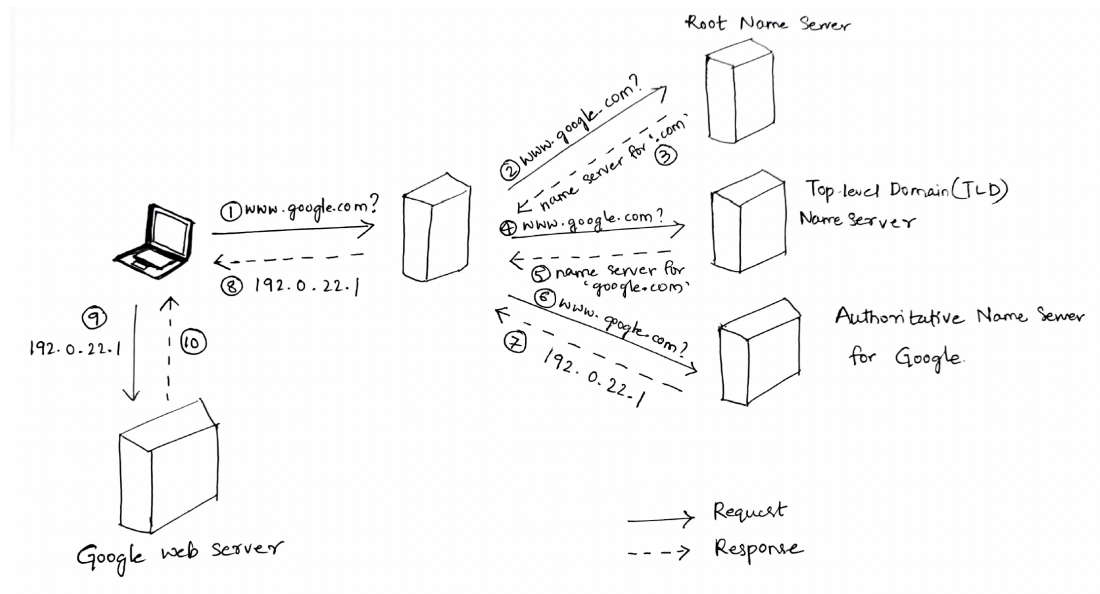 Root Name Server
② www.google.com?
name server for '.com'
③
① www.google.com?
⑧ 192.0.22.1
④ www.google.com?
⑤ name server for
'google.com'
Top-level Domain (TLD)
Name Server
⑥ www.google.com?
⑦ 192.0.22.1
Authoritative Name Server
for Google.
⑨
192.0.22.1
⑩
Google web server
Request
Response